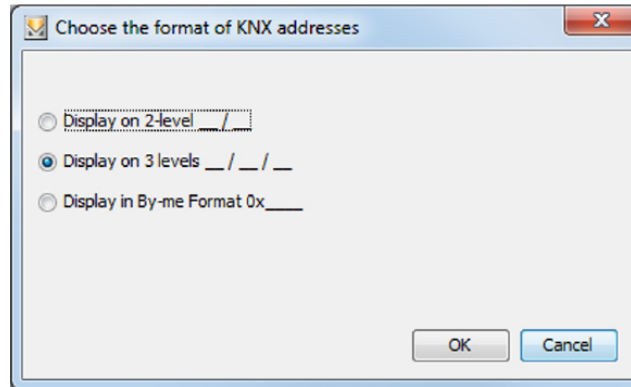 Choose the format of KNX addresses
Display on 2-level __ / __
Display on 3 levels __ / __ / __
Display in By-me Format 0x____
OK Cancel